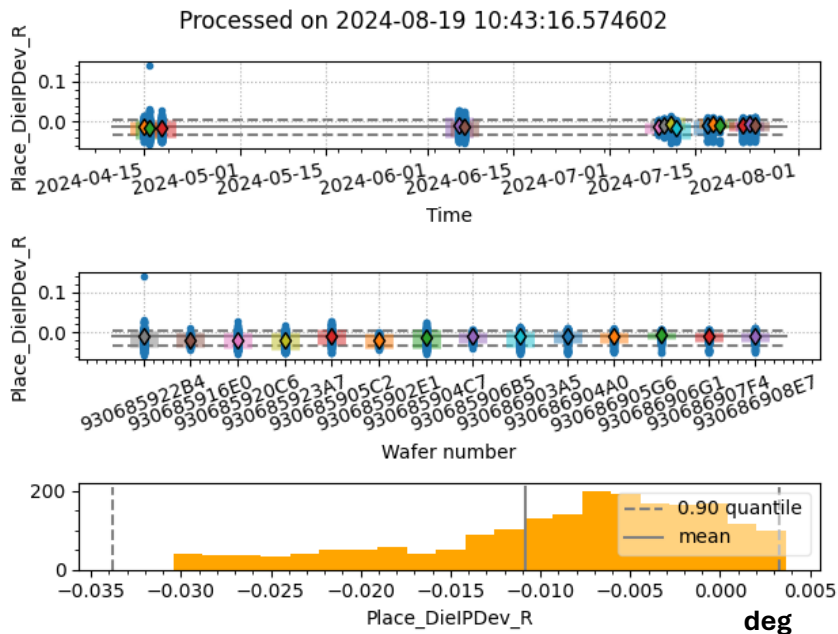 Processed on 2024-08-19 10:43:16.574602
Place_DieIPDev_R
0.1
0.0
2024-04-15
2024-05-01
2024-05-15
2024-06-01
2024-06-15
2024-07-01
2024-07-15
2024-08-01
Time
Place_DieIPDev_R
0.1
0.0
930685922B4
930685916E0
930685920C6
930685923A7
930685905C2
930685902E1
930685904C7
930685906B5
930686903A5
930686904A0
930686905G6
930686906G1
930686907F4
930686908E7
Wafer number
200
0
0.90 quantile
mean
−0.035 −0.030 −0.025 −0.020 −0.015 −0.010 −0.005 0.000 0.005
Place_DieIPDev_R
deg